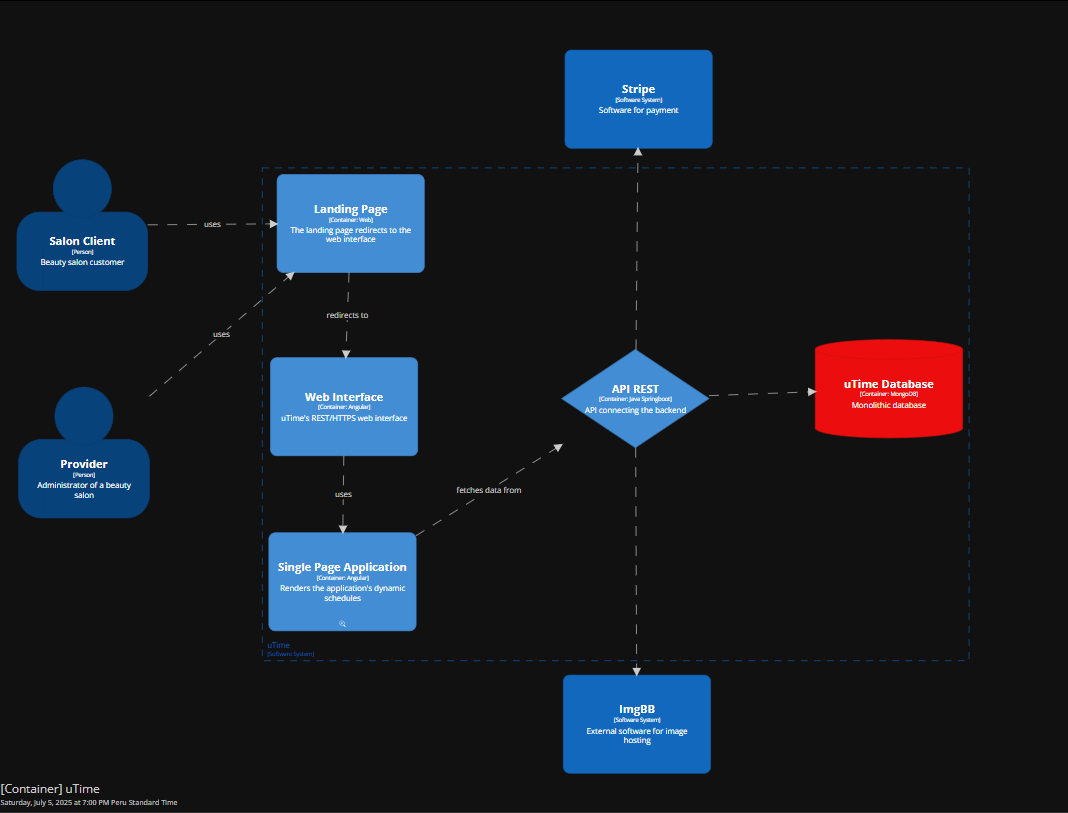 Stripe
[Software System]
Software for payment
Landing Page
[Container: Web]
The landing page redirects to the
web interface
Salon Client
[Person]
Beauty salon customer
uses
uses
redirects to
Web Interface
[Container: Angular]
uTime's REST/HTTPS web interface
API REST
[Container: Java Springboot]
API connecting the backend
uTime Database
[Container: MongoDB]
Monolithic database
Provider
[Person]
Administrator of a beauty
salon
uses
fetches data from
Single Page Application
[Container: Angular]
Renders the application's dynamic
schedules
uTime
[Software System]
ImgBB
[Software System]
External software for image
hosting
[Container] uTime
Saturday, July 5, 2025 at 7:00 PM Peru Standard Time